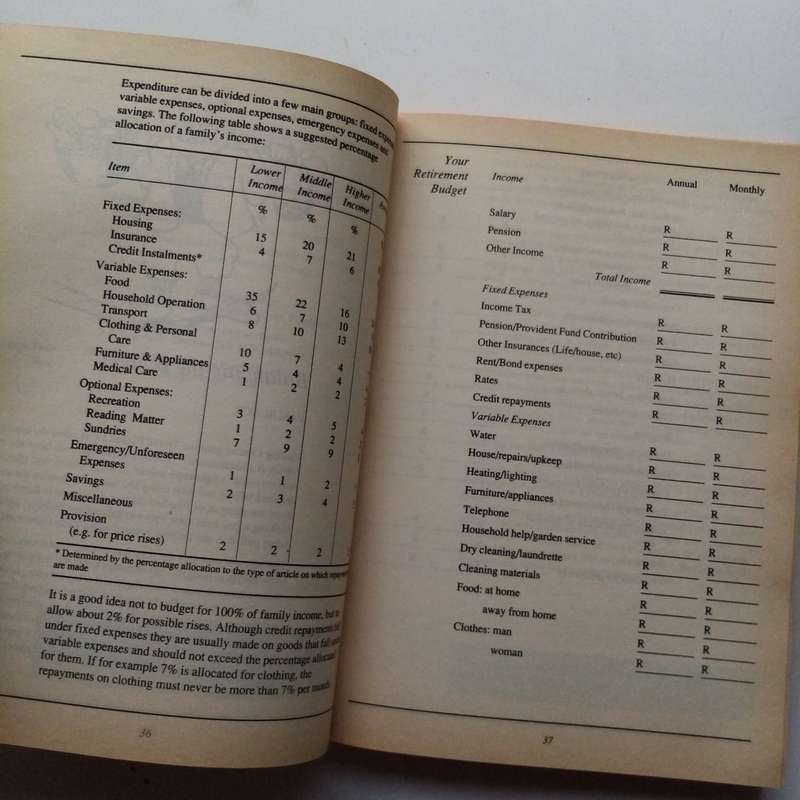 Expenditure can be divided into a few main groups: fixed
variable expenses, optional expenses, emergency expenses and
savings. The following table shows a suggested percentage
allocation of a family's income:
Item Lower Income Middle Income Higher Income
% % %
Fixed Expenses:
Housing 15 20 21
Insurance 4 7 6
Credit Instalments*
Variable Expenses:
Food 35 22 16
Household Operation 6 7 10
Transport 8 10 13
Clothing & Personal
Care 10 7 4
Furniture & Appliances 5 4 4
Medical Care 1 2 2
Optional Expenses:
Recreation 3 4 5
Reading Matter 1 2 2
Sundries 7 9 9
Emergency/Unforeseen
Expenses 1 1 2
Savings 2 3 4
Miscellaneous
Provision
(e.g. for price rises) 2 2 2
* Determined by the percentage allocation to the type of article on which
are made
It is a good idea not to budget for 100% of family income, but to
allow about 2% for possible rises. Although credit repayments
under fixed expenses they are usually made on goods that fall
variable expenses and should not exceed the percentage
for them. If for example 7% is allocated for clothing, the
repayments on clothing must never be more than 7% per month
36
Your
Retirement
Budget
Income Annual Monthly
Salary R R
Pension R R
Other Income R R
Total Income
Fixed Expenses
Income Tax R R
Pension/Provident Fund Contribution R R
Other Insurances (Life/house, etc) R R
Rent/Bond expenses R R
Rates R R
Credit repayments R R
Variable Expenses
Water R R
House/repairs/upkeep R R
Heating/lighting R R
Furniture/appliances R R
Telephone R R
Household help/garden service R R
Dry cleaning/laundrette R R
Cleaning materials R R
Food: at home R R
away from home R R
Clothes: man R R
woman R R
37